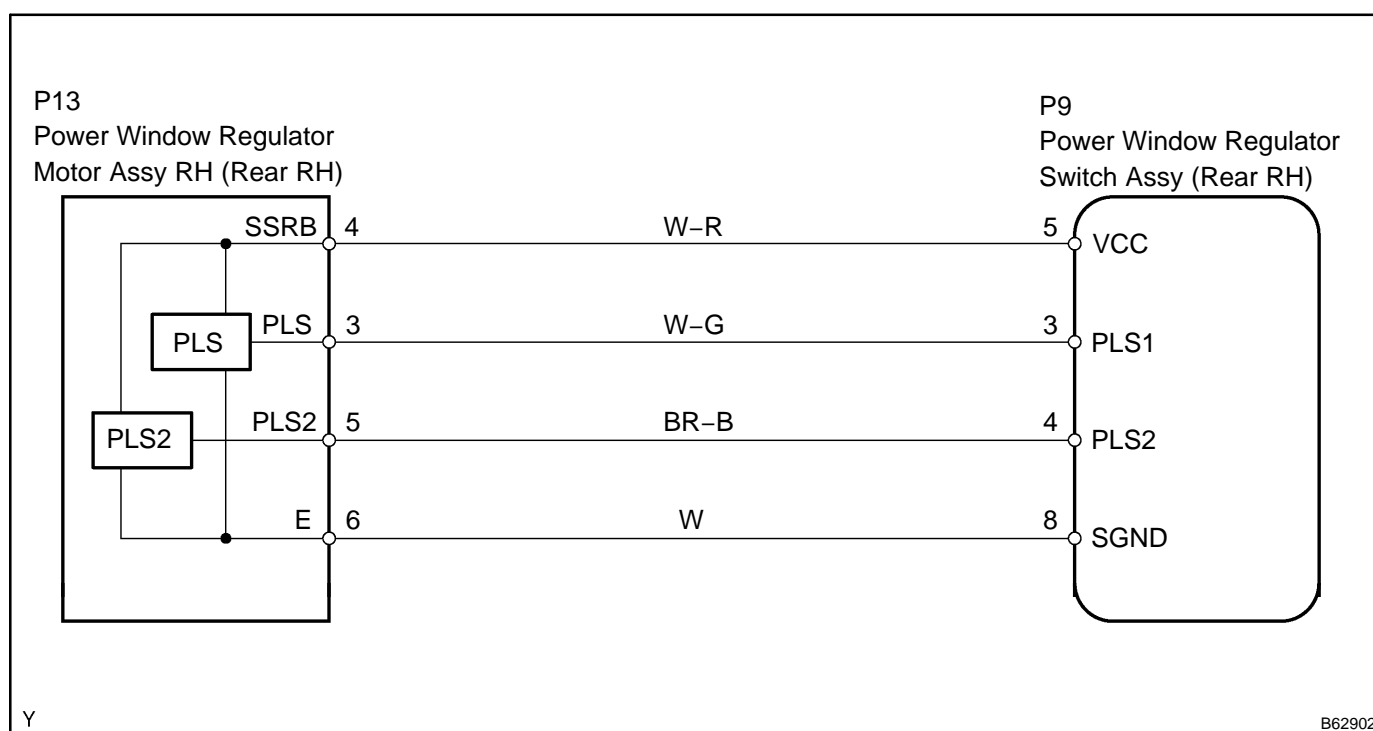 P13
Power Window Regulator
Motor Assy RH (Rear RH)
P9
Power Window Regulator
Switch Assy (Rear RH)
SSRB 4 W–R 5 VCC
PLS PLS 3 W–G 3 PLS1
PLS2 PLS2 5 BR–B 4 PLS2
E 6 W 8 SGND
Y B62902